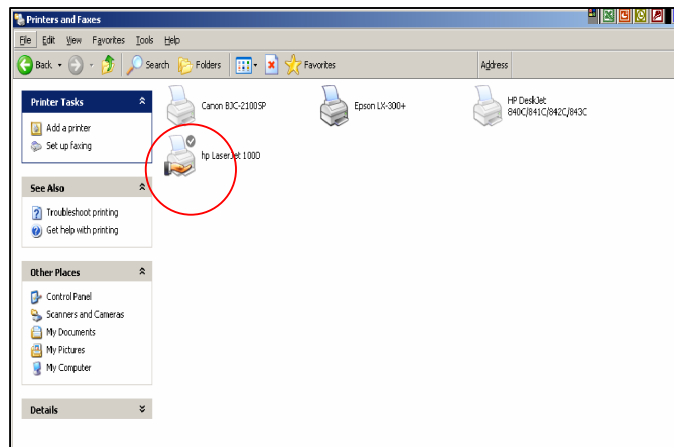 Printers and Faxes
File Edit View Favorites Tools Help
Back Search Folders Favorites Address
Printer Tasks
Add a printer
Set up faxing
See Also
Troubleshoot printing
Get help with printing
Other Places
Control Panel
Scanners and Cameras
My Documents
My Pictures
My Computer
Details
Canon BJC-2100SP
Epson LX-300+
HP DeskJet
840C/841C/842C/843C
hp LaserJet 1000